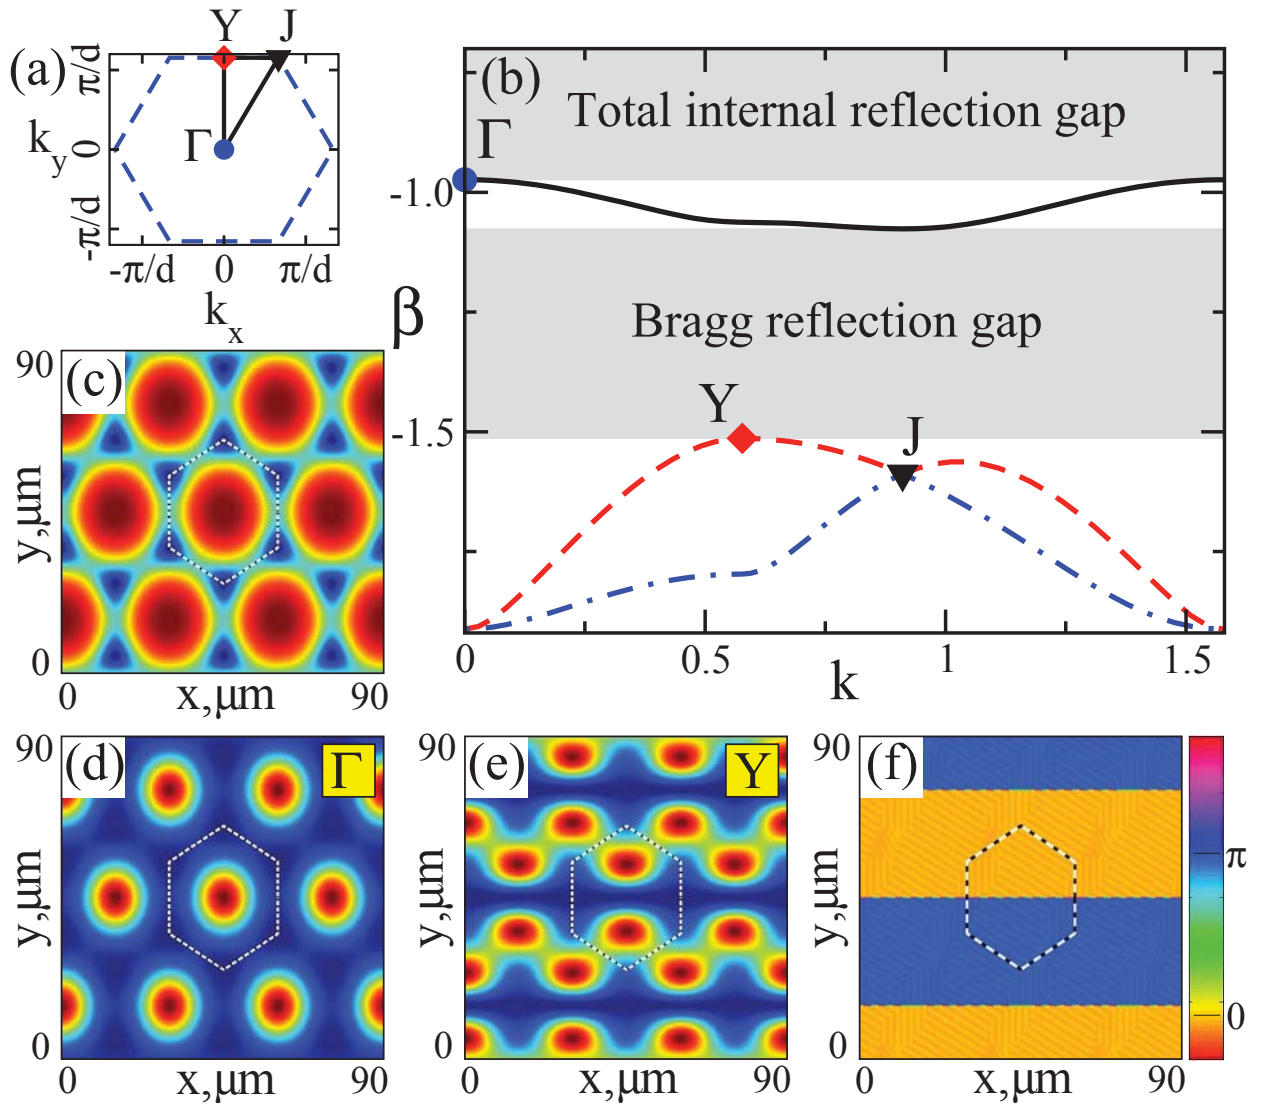 (a)
Y J
π/d
0
-π/d
k_y
Γ
-π/d 0 π/d
k_x
(b)
Total internal reflection gap
Γ
-1.0
Bragg reflection gap
β
Y
J
-1.5
0 0.5 1 1.5
k
(c)
90
y,μm
0
0 x,μm 90
(d)
Γ
90
y,μm
0
0 x,μm 90
(e)
Y
90
y,μm
0
0 x,μm 90
(f)
90
y,μm
0
0 x,μm 90
π
0